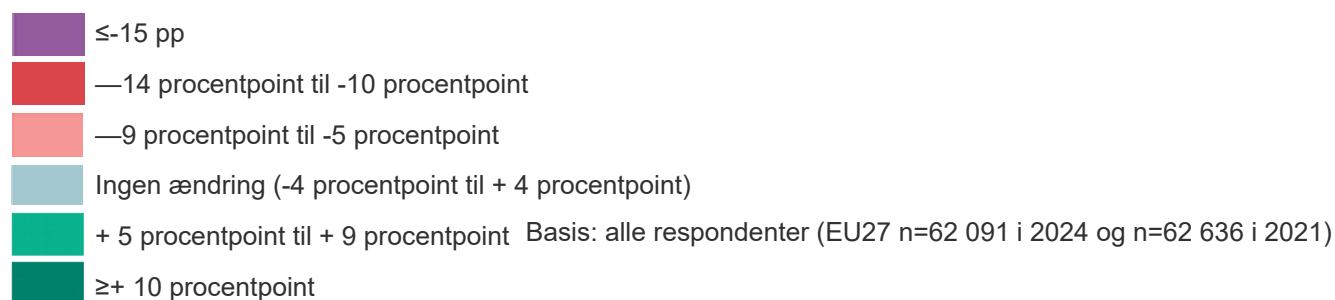 ≤-15 pp
—14 procentpoint til -10 procentpoint
—9 procentpoint til -5 procentpoint
Ingen ændring (-4 procentpoint til + 4 procentpoint)
+ 5 procentpoint til + 9 procentpoint Basis: alle respondenter (EU27 n=62 091 i 2024 og n=62 636 i 2021)
≥+ 10 procentpoint